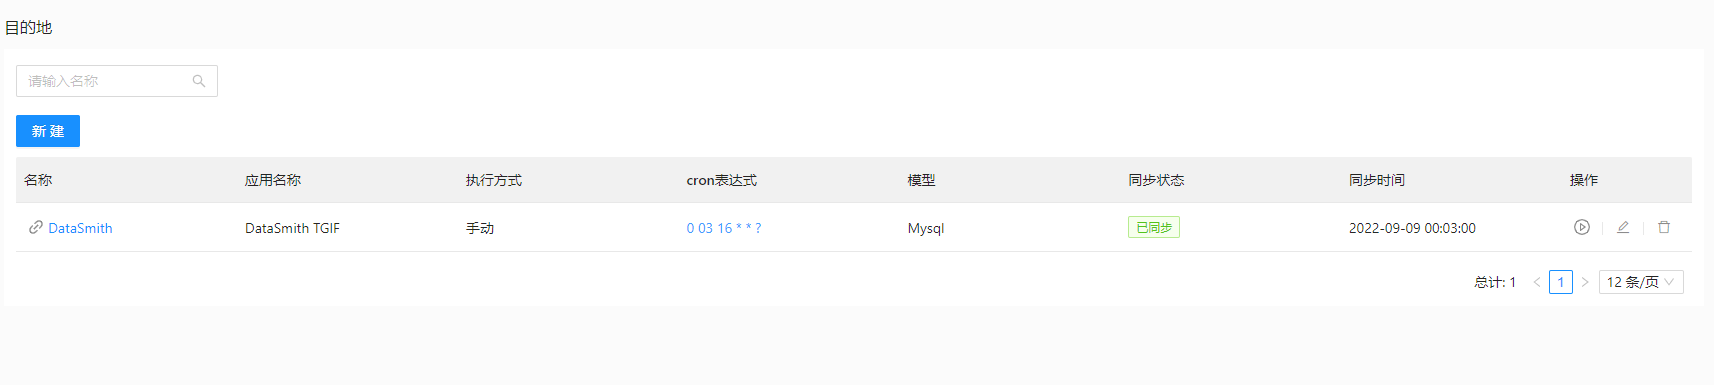 目的地
请输入名称
新 建
名称 应用名称 执行方式 cron表达式 模型 同步状态 同步时间 操作
DataSmith DataSmith TGIF 手动 0 03 16 * * ? Mysql 已同步 2022-09-09 00:03:00
总计: 1 1 12 条/页